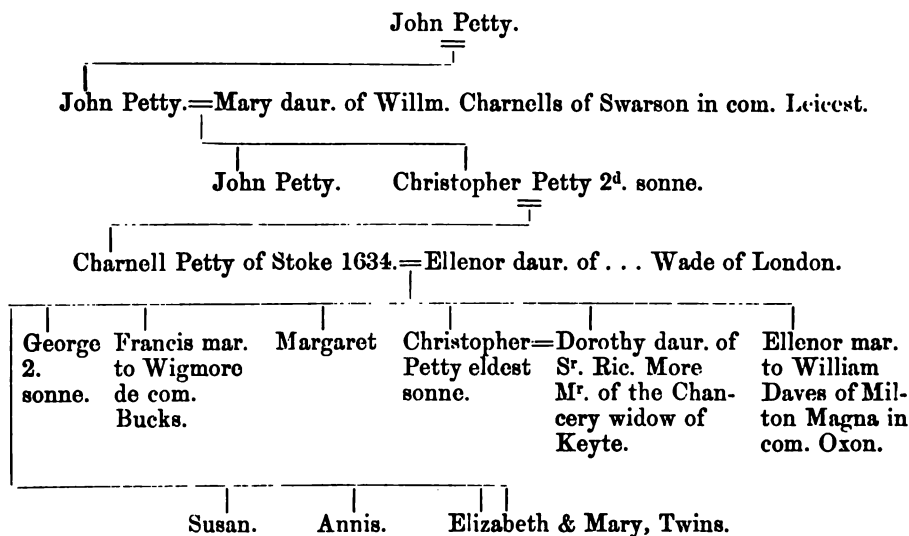 John Petty.
John Petty.=Mary daur. of Willm. Charnells of Swarson in com. Leicest.
John Petty.
Christopher Petty 2d. sonne.
Charnell Petty of Stoke 1634.=Ellenor daur. of . . . Wade of London.
George
2.
sonne.
Francis mar.
to Wigmore
de com.
Bucks.
Margaret
Christopher=
Petty eldest
sonne.
Dorothy daur. of
Sr. Ric. More
Mr. of the Chan-
cery widow of
Keyte.
Ellenor mar.
to William
Daves of Mil-
ton Magna in
com. Oxon.
Susan.
Annis.
Elizabeth & Mary, Twins.